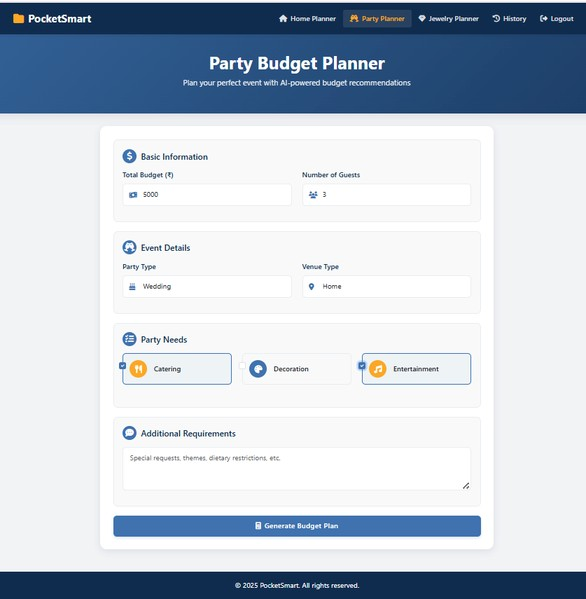 PocketSmart
Home Planner Party Planner Jewelry Planner History Logout
Party Budget Planner
Plan your perfect event with AI-powered budget recommendations
Basic Information
Total Budget (₹) Number of Guests
5000 3
Event Details
Party Type Venue Type
Wedding Home
Party Needs
Catering Decoration Entertainment
Additional Requirements
Special requests, themes, dietary restrictions, etc.
Generate Budget Plan
© 2025 PocketSmart. All rights reserved.